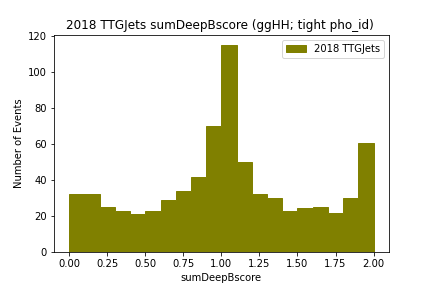 2018 TTGJets sumDeepBscore (ggHH; tight pho_id)
2018 TTGJets
Number of Events
120
100
80
60
40
20
0
0.00 0.25 0.50 0.75 1.00 1.25 1.50 1.75 2.00
sumDeepBscore